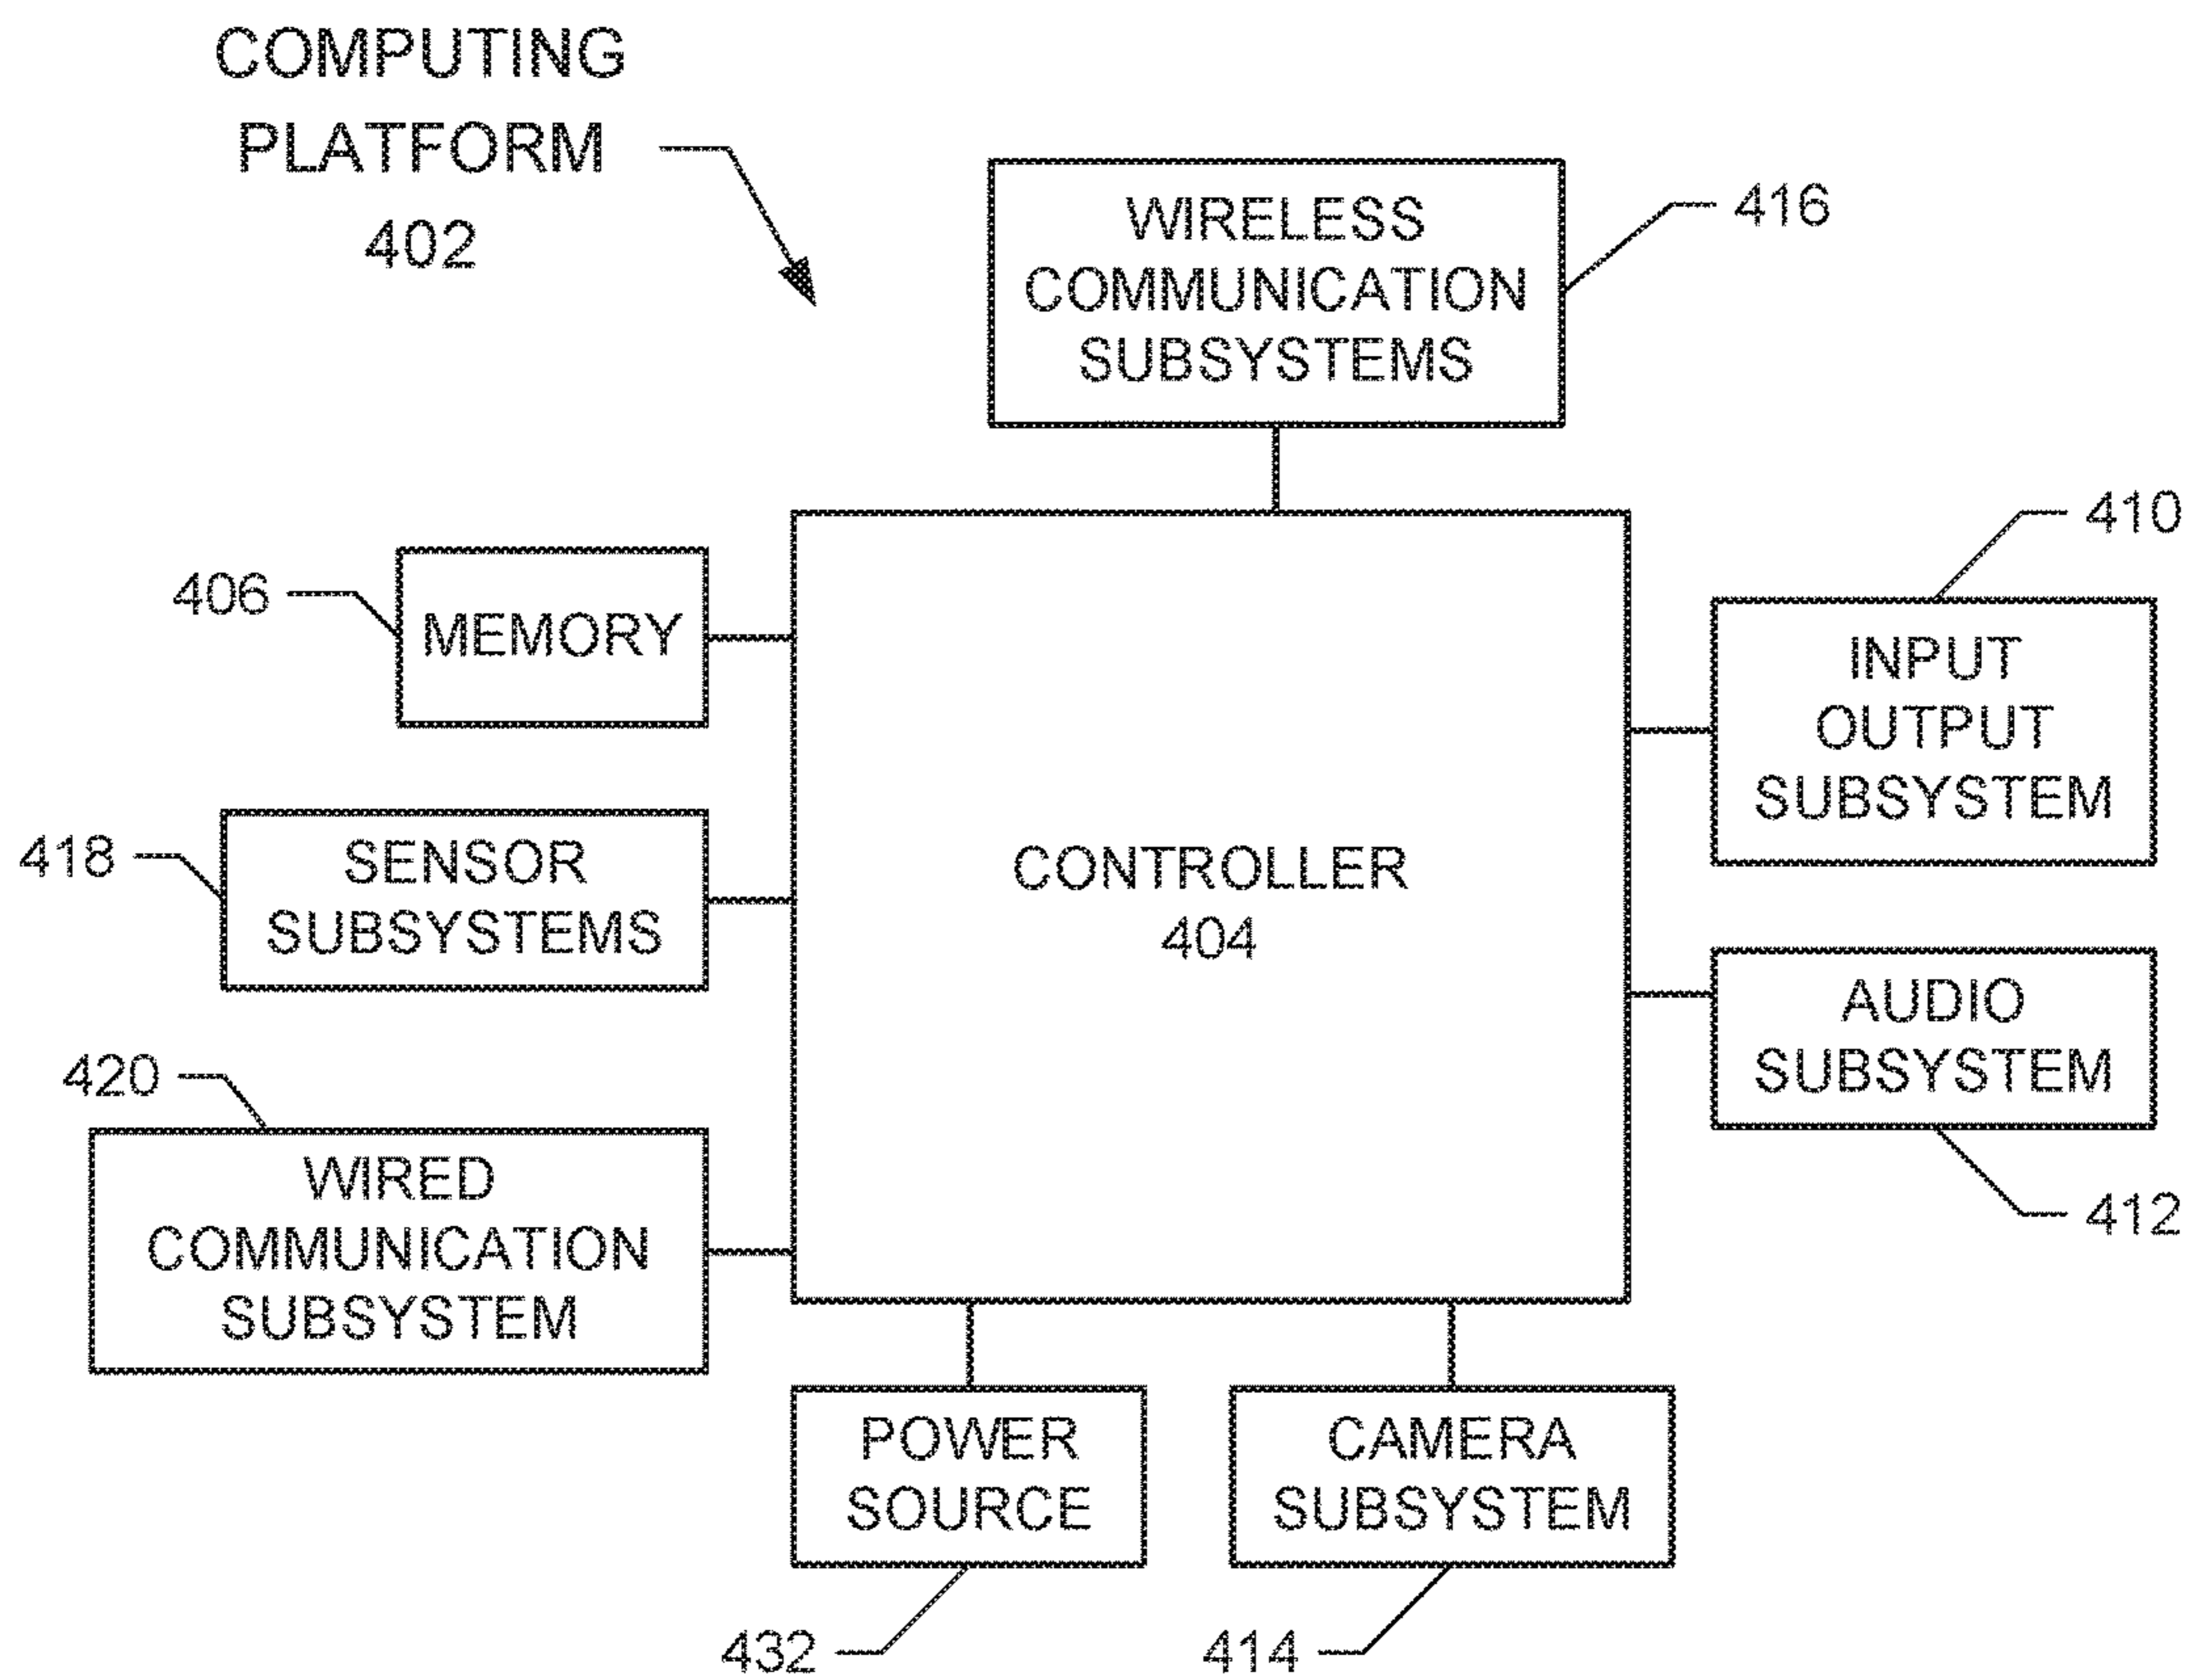 COMPUTING
PLATFORM
402
WIRELESS
COMMUNICATION
SUBSYSTEMS
416
406
MEMORY
410
INPUT
OUTPUT
SUBSYSTEM
418
SENSOR
SUBSYSTEMS
CONTROLLER
404
AUDIO
SUBSYSTEM
412
420
WIRED
COMMUNICATION
SUBSYSTEM
POWER
SOURCE
432
CAMERA
SUBSYSTEM
414